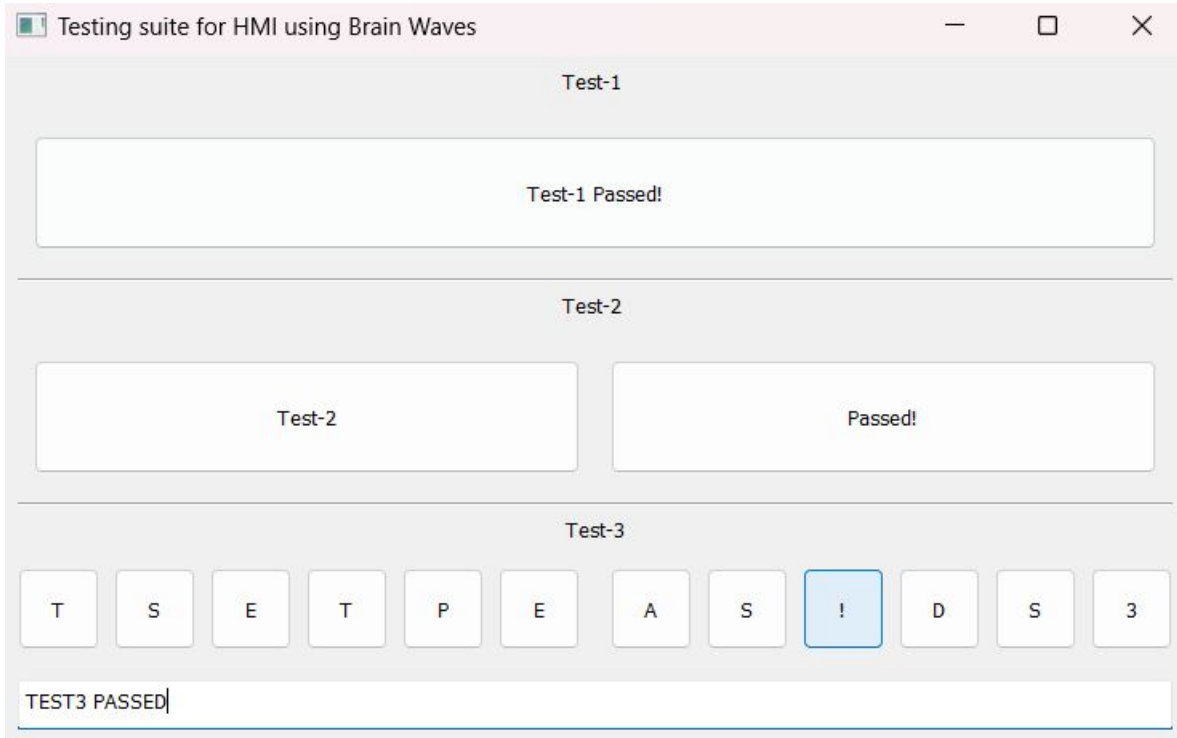 Testing suite for HMI using Brain Waves
Test-1
Test-1 Passed!
Test-2
Test-2 Passed!
Test-3
T S E T P E A S ! D S 3
TEST3 PASSED